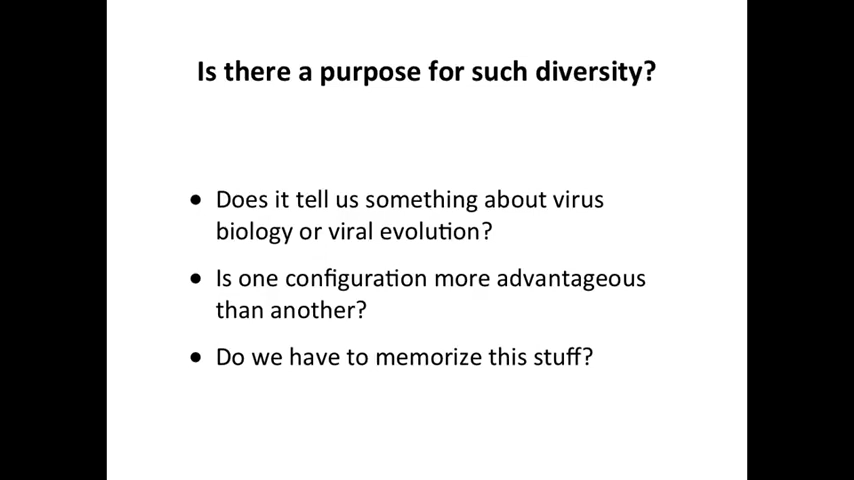 Is there a purpose for such diversity?
● Does it tell us something about virus
biology or viral evolution?
● Is one configuration more advantageous
than another?
● Do we have to memorize this stuff?